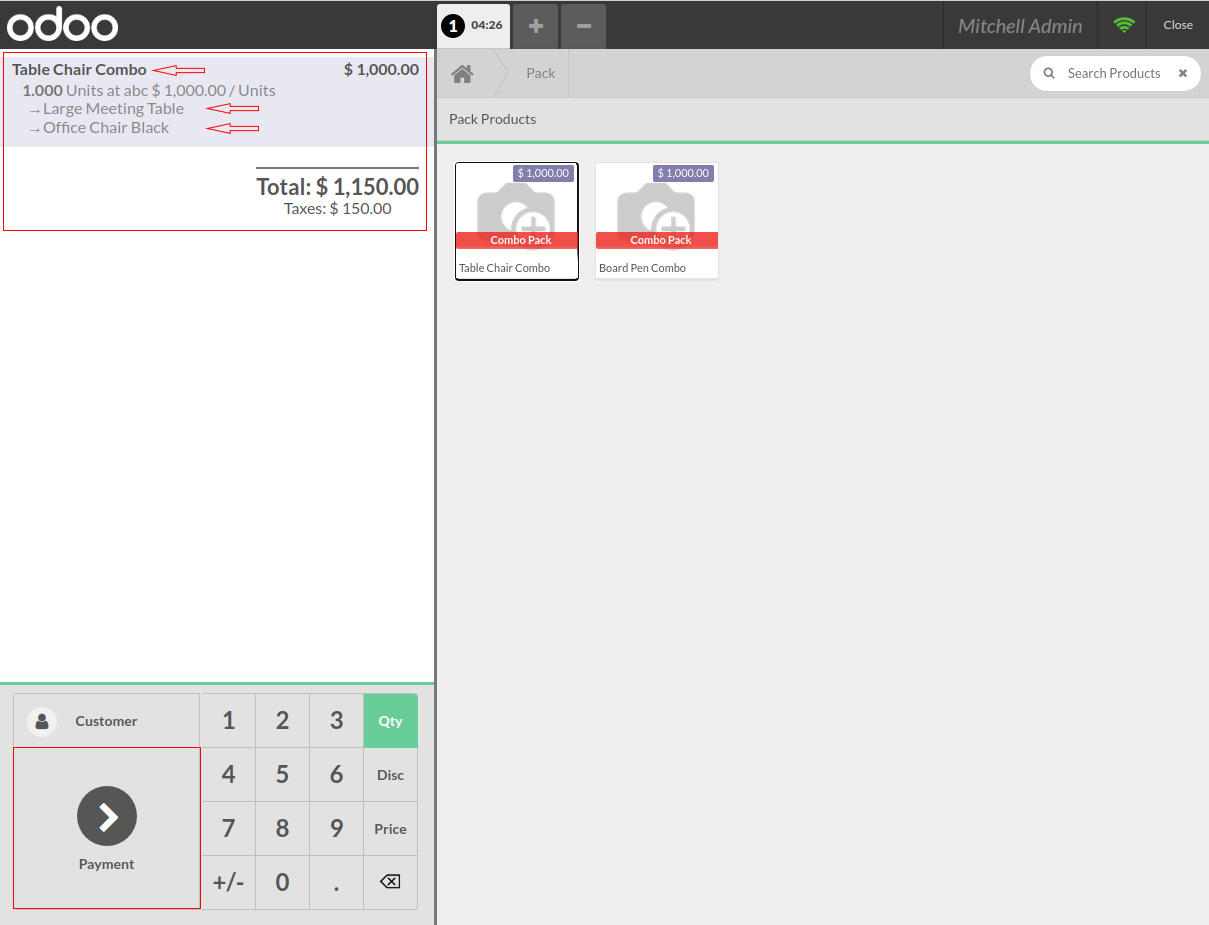 odoo
1 04:26 + −
Mitchell Admin
Close
Table Chair Combo $ 1,000.00
1.000 Units at abc $ 1,000.00 / Units
→Large Meeting Table
→Office Chair Black
Total: $ 1,150.00
Taxes: $ 150.00
Pack
Search Products
Pack Products
$ 1,000.00
Combo Pack
Table Chair Combo
$ 1,000.00
Combo Pack
Board Pen Combo
Customer
Payment
1 2 3 Qty
4 5 6 Disc
7 8 9 Price
+/- 0 .